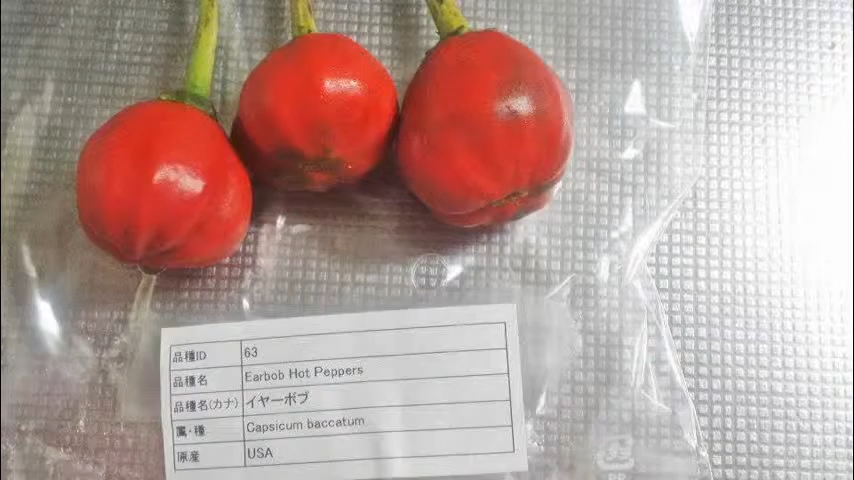 品種ID 63
品種名 Earbob Hot Peppers
品種名(カナ) イヤーボブ
属・種 Capsicum baccatum
原産 USA